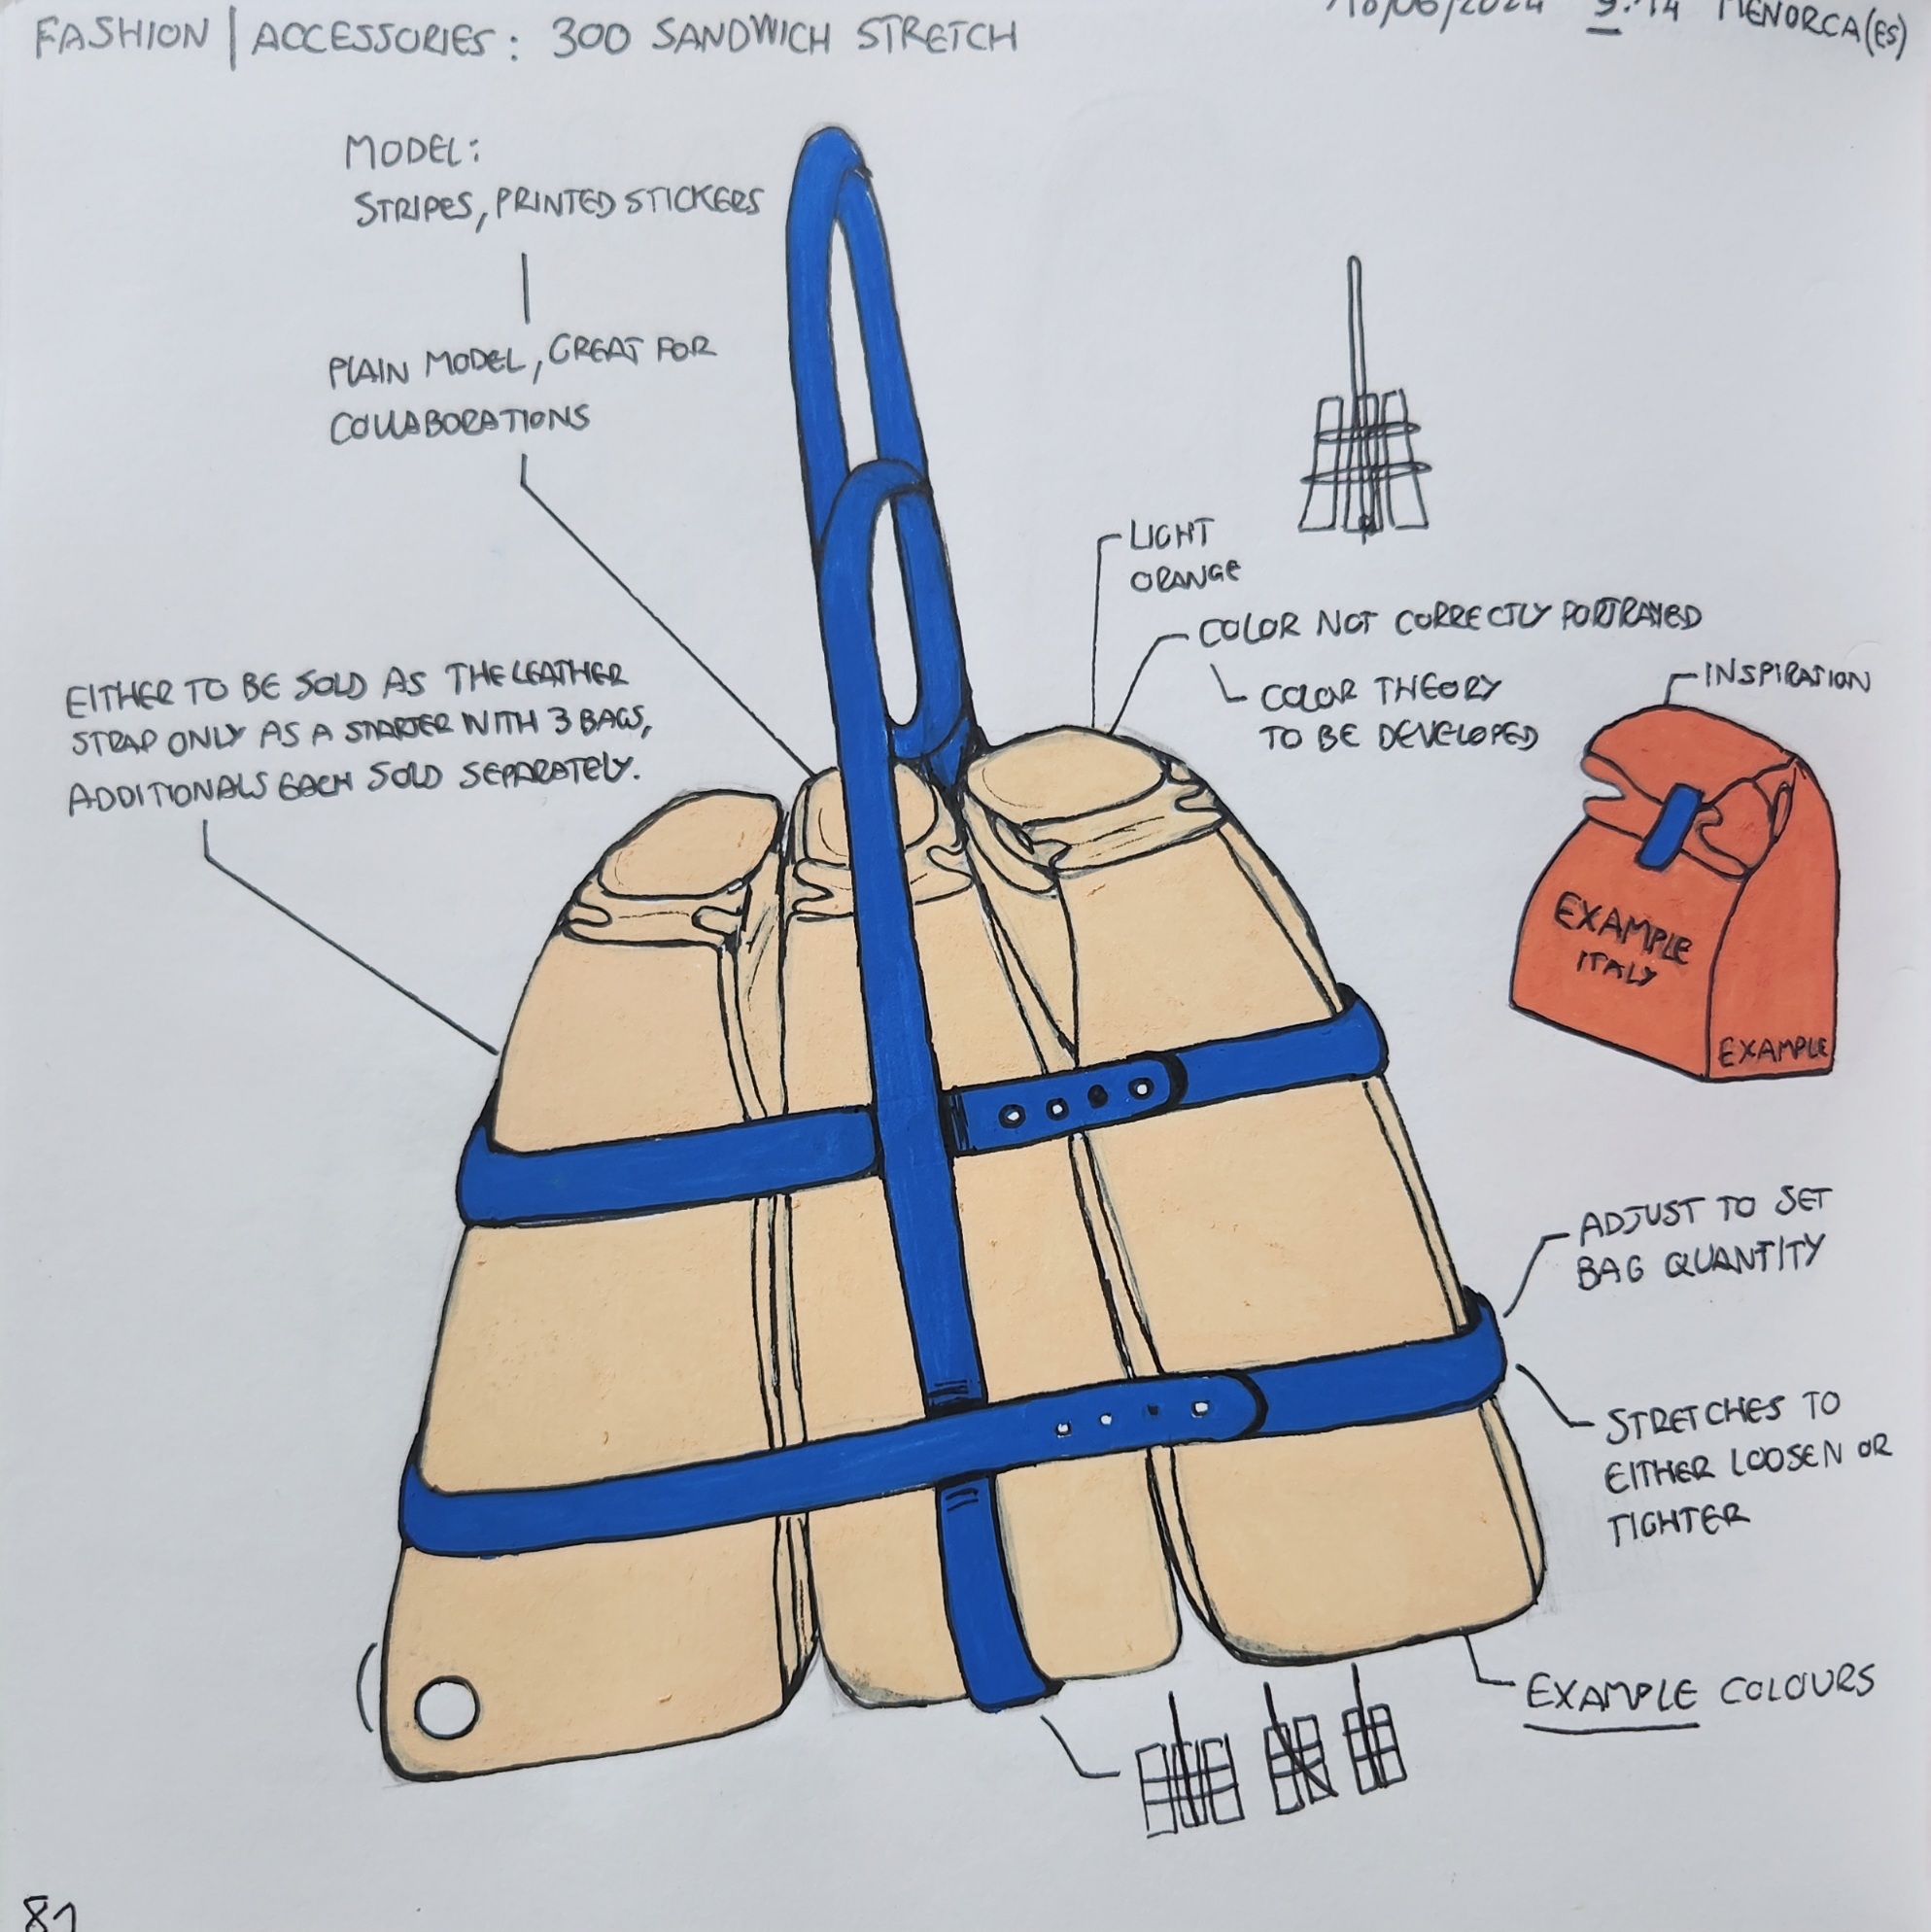 FASHION | ACCESSORIES: 300 SANDWICH STRETCH
18/06/2024 9:14 MENORCA(ES)
MODEL:
STRIPES, PRINTED STICKERS
PLAIN MODEL, GREAT FOR
COLLABORATIONS
LIGHT
ORANGE
COLOR NOT CORRECTLY PORTRAYED
COLOR THEORY
TO BE DEVELOPED
INSPIRATION
EITHER TO BE SOLD AS THE LEATHER
STRAP ONLY AS A STARTER WITH 3 BAGS,
ADDITIONALS EACH SOLD SEPARATELY.
EXAMPLE
ITALY
EXAMPLE
ADJUST TO SET
BAG QUANTITY
STRETCHES TO
EITHER LOOSEN OR
TIGHTER
EXAMPLE COLOURS
81